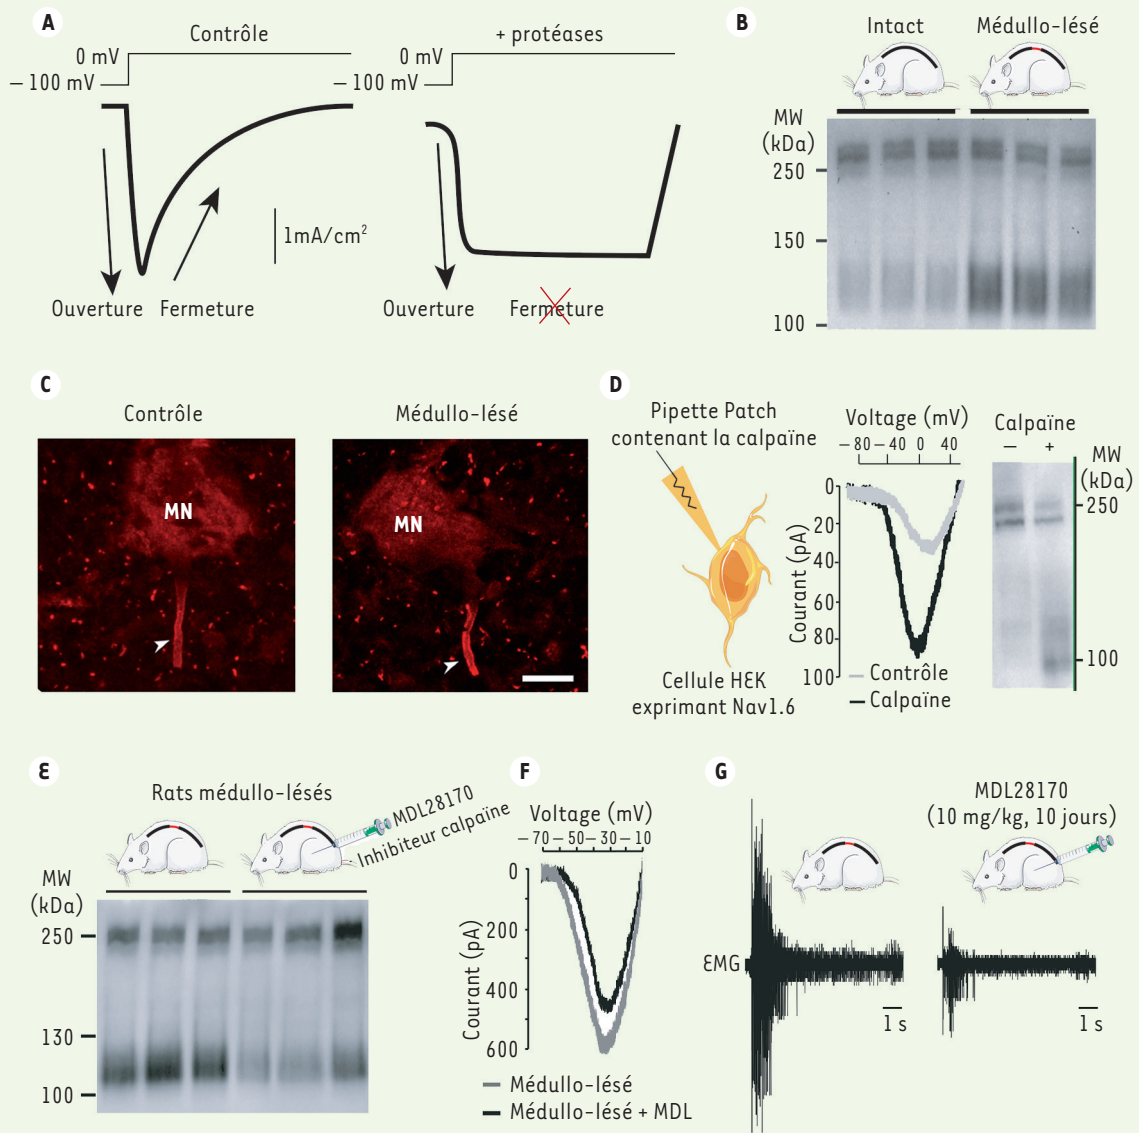 A
Contrôle
0 mV
– 100 mV
Ouverture
Fermeture
1mA/cm²
+ protéases
0 mV
– 100 mV
Ouverture
Fermeture
B
Intact
Médullo-lésé
MW
(kDa)
250
150
100
C
Contrôle
Médullo-lésé
MN
MN
D
Pipette Patch
contenant la calpaïne
Cellule HEK
exprimant Nav1.6
Voltage (mV)
– 80 – 40 0 40
Courant (pA)
0
20
40
60
80
100
Contrôle
Calpaïne
Calpaïne
– +
MW
(kDa)
250
100
E
Rats médullo-lésés
MDL28170
Inhibiteur calpaïne
MW
(kDa)
250
130
100
F
Voltage (mV)
– 70 – 50 – 30 – 10
Courant (pA)
0
200
400
600
Médullo-lésé
Médullo-lésé + MDL
G
MDL28170
(10 mg/kg, 10 jours)
EMG
1 s
1 s